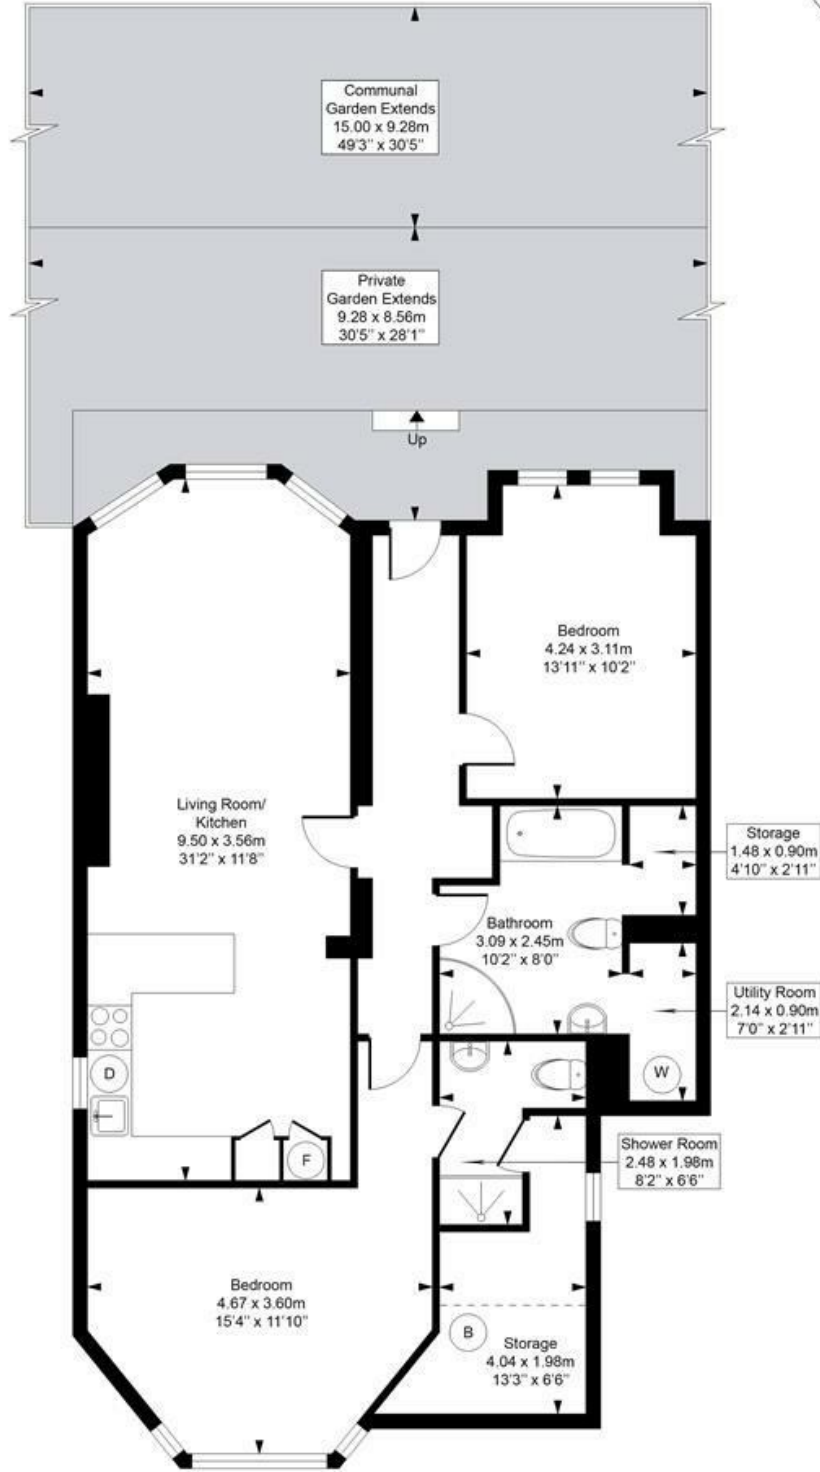 Communal
Garden Extends
15.00 x 9.28m
49'3" x 30'5"
Private
Garden Extends
9.28 x 8.56m
30'5" x 28'1"
Up
Bedroom
4.24 x 3.11m
13'11" x 10'2"
Living Room/
Kitchen
9.50 x 3.56m
31'2" x 11'8"
Storage
1.48 x 0.90m
4'10" x 2'11"
Bathroom
3.09 x 2.45m
10'2" x 8'0"
Utility Room
2.14 x 0.90m
7'0" x 2'11"
D
W
F
Shower Room
2.48 x 1.98m
8'2" x 6'6"
Bedroom
4.67 x 3.60m
15'4" x 11'10"
B
Storage
4.04 x 1.98m
13'3" x 6'6"